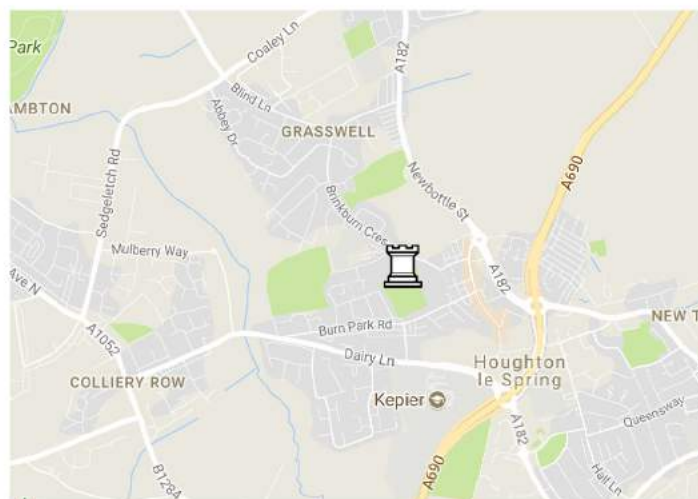 Park
AMBTON
Coaley Ln
A182
Blind Ln
GRASSWELL
Abbey Dr
A690
Sedgeletch Rd
Newbottle St
Brinkburn Cres
Mulberry Way
Ave N
A182
A1052
Burn Park Rd
NEW T
Dairy Ln
Houghton
le Spring
COLLIERY ROW
Kepier
Queensway
A182
B1284
A690
Half Ln